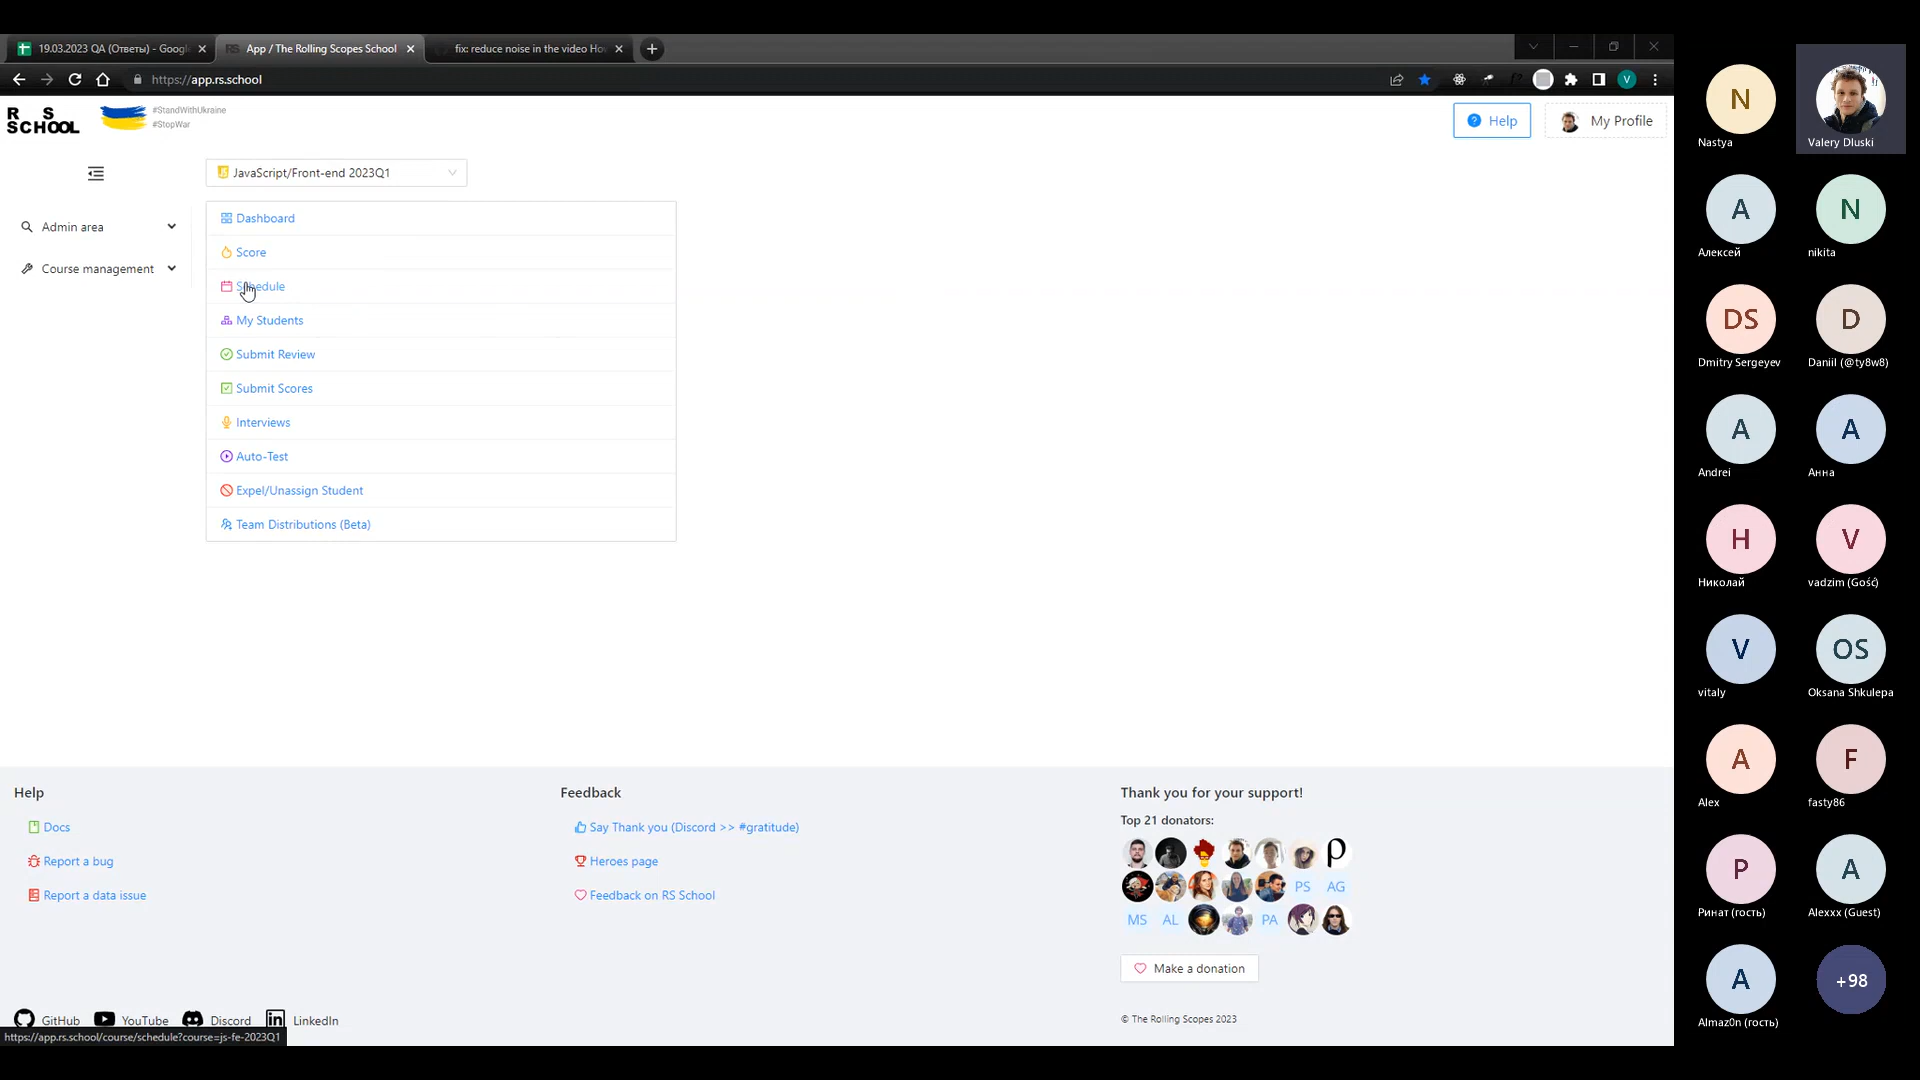 19.03.2023 QA (Ответы) - Googl
App / The Rolling Scopes School
fix: reduce noise in the video Ho
https://app.rs.school
V
R S
SCHOOL
#StandWithUkraine
#StopWar
Help
My Profile
JavaScript/Front-end 2023Q1
Admin area
Course management
Dashboard
Score
Schedule
My Students
Submit Review
Submit Scores
Interviews
Auto-Test
Expel/Unassign Student
Team Distributions (Beta)
Help
Docs
Report a bug
Report a data issue
Feedback
Say Thank you (Discord >> #gratitude)
Heroes page
Feedback on RS School
Thank you for your support!
Top 21 donators:
PS AG
MS AL PA
Make a donation
© The Rolling Scopes 2023
GitHub YouTube Discord LinkedIn
https://app.rs.school/course/schedule?course=js-fe-2023Q1
N
Nastya
Valery Dluski
A
Алексей
N
nikita
DS
Dmitry Sergeyev
D
Daniil (@ty8w8)
A
Andrei
A
Анна
H
Николай
V
vadzim (Gość)
V
vitaly
OS
Oksana Shkulepa
A
Alex
F
fasty86
P
Ринат (гость)
A
Alexxx (Guest)
A
Almaz0n (гость)
+98